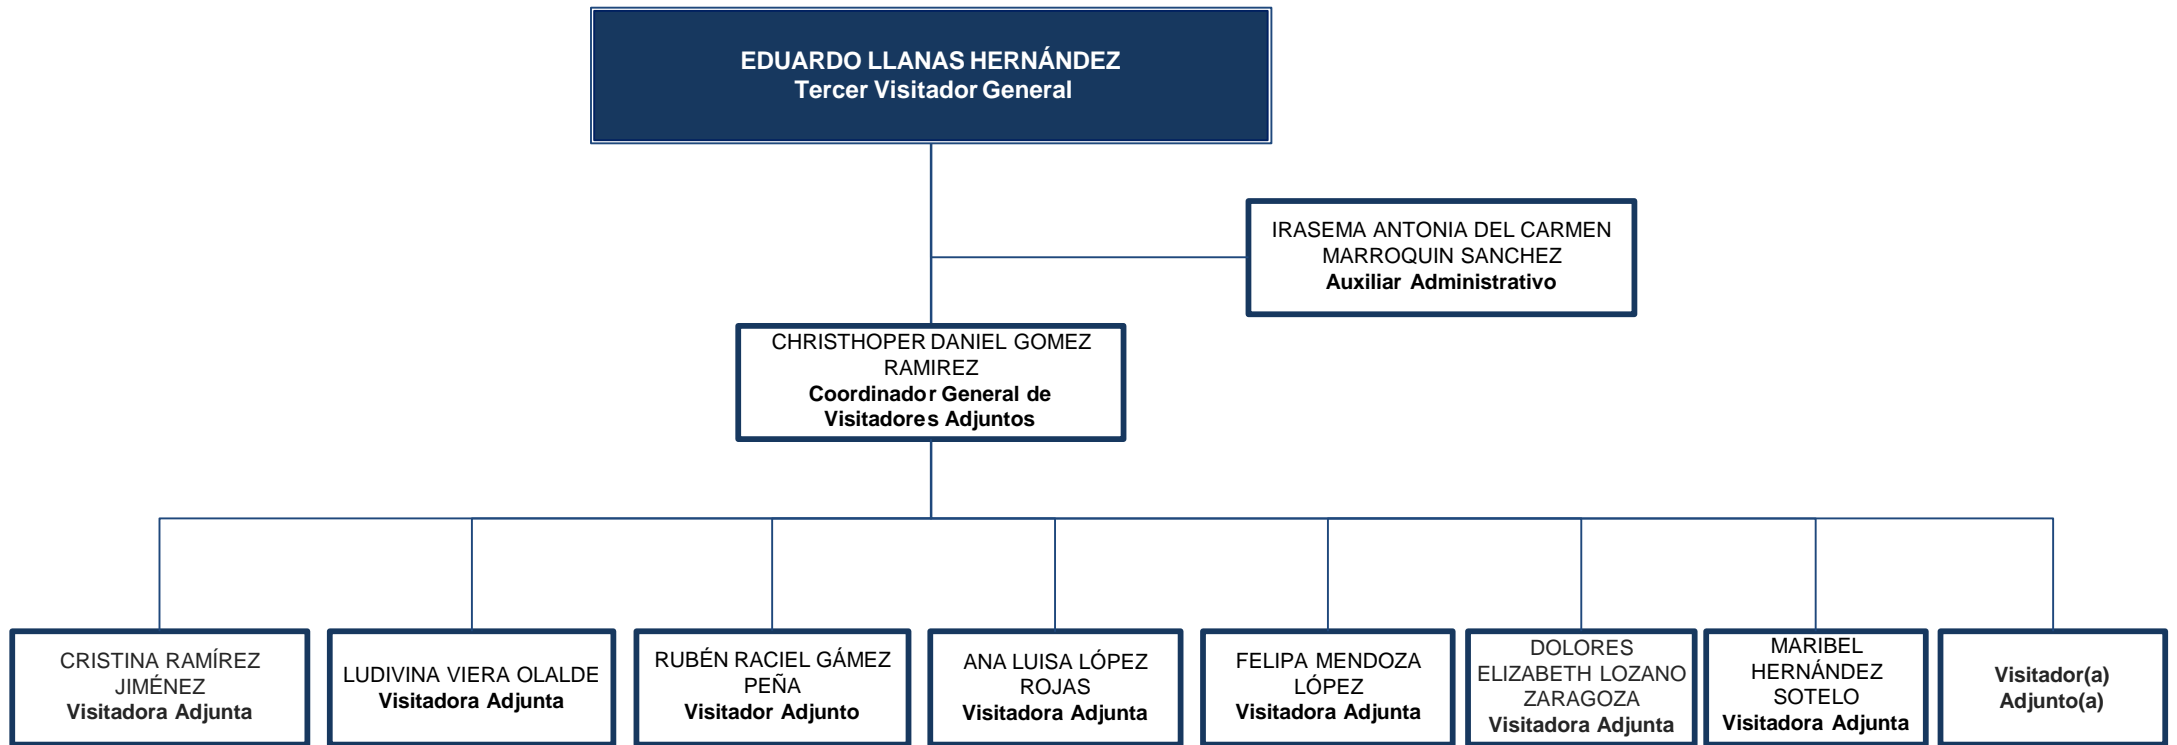 EDUARDO LLANAS HERNÁNDEZ
Tercer Visitador General
IRASEMA ANTONIA DEL CARMEN
MARROQUIN SANCHEZ
Auxiliar Administrativo
CHRISTHOPER DANIEL GOMEZ
RAMIREZ
Coordinador General de
Visitadores Adjuntos
CRISTINA RAMÍREZ
JIMÉNEZ
Visitadora Adjunta
LUDIVINA VIERA OLALDE
Visitadora Adjunta
RUBÉN RACIEL GÁMEZ
PEÑA
Visitador Adjunto
ANA LUISA LÓPEZ
ROJAS
Visitadora Adjunta
FELIPA MENDOZA
LÓPEZ
Visitadora Adjunta
DOLORES
ELIZABETH LOZANO
ZARAGOZA
Visitadora Adjunta
MARIBEL
HERNÁNDEZ
SOTELO
Visitadora Adjunta
Visitador(a)
Adjunto(a)